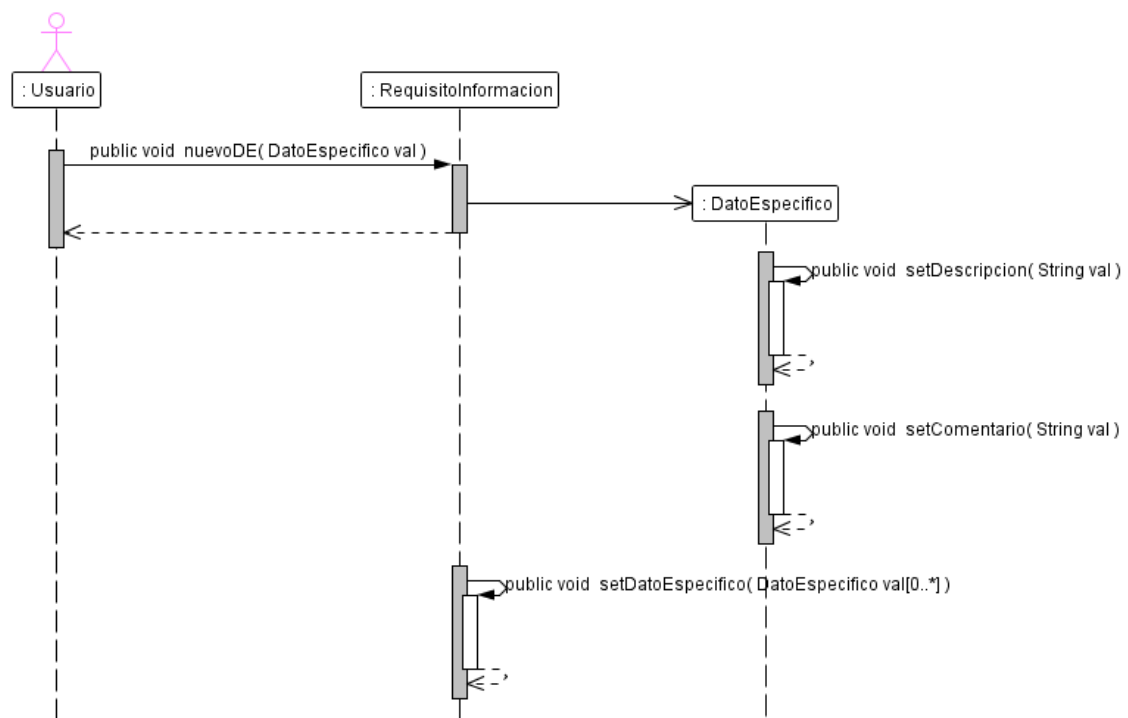 : Usuario
: RequisitoInformacion
public void nuevoDE( DatoEspecifico val )
: DatoEspecifico
public void setDescripcion( String val )
public void setComentario( String val )
public void setDatoEspecifico( DatoEspecifico val[0..*] )